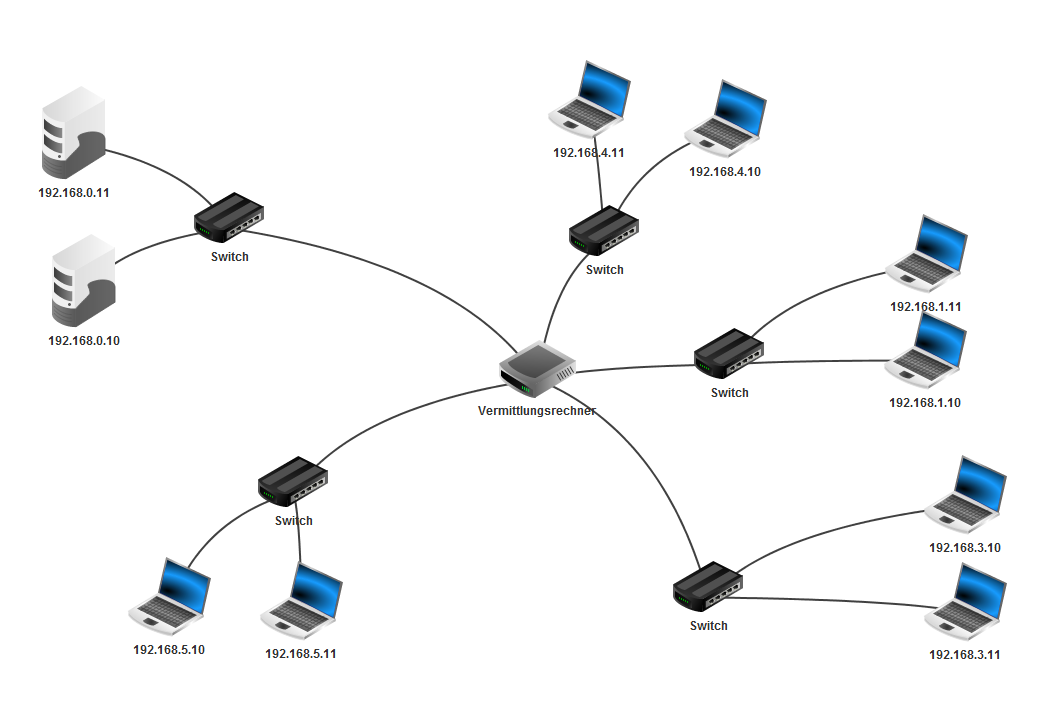 192.168.4.11
192.168.4.10
192.168.0.11
Switch
Switch
192.168.1.11
192.168.0.10
Switch
192.168.1.10
Vermittlungsrechner
Switch
192.168.3.10
Switch
192.168.5.10
192.168.5.11
192.168.3.11